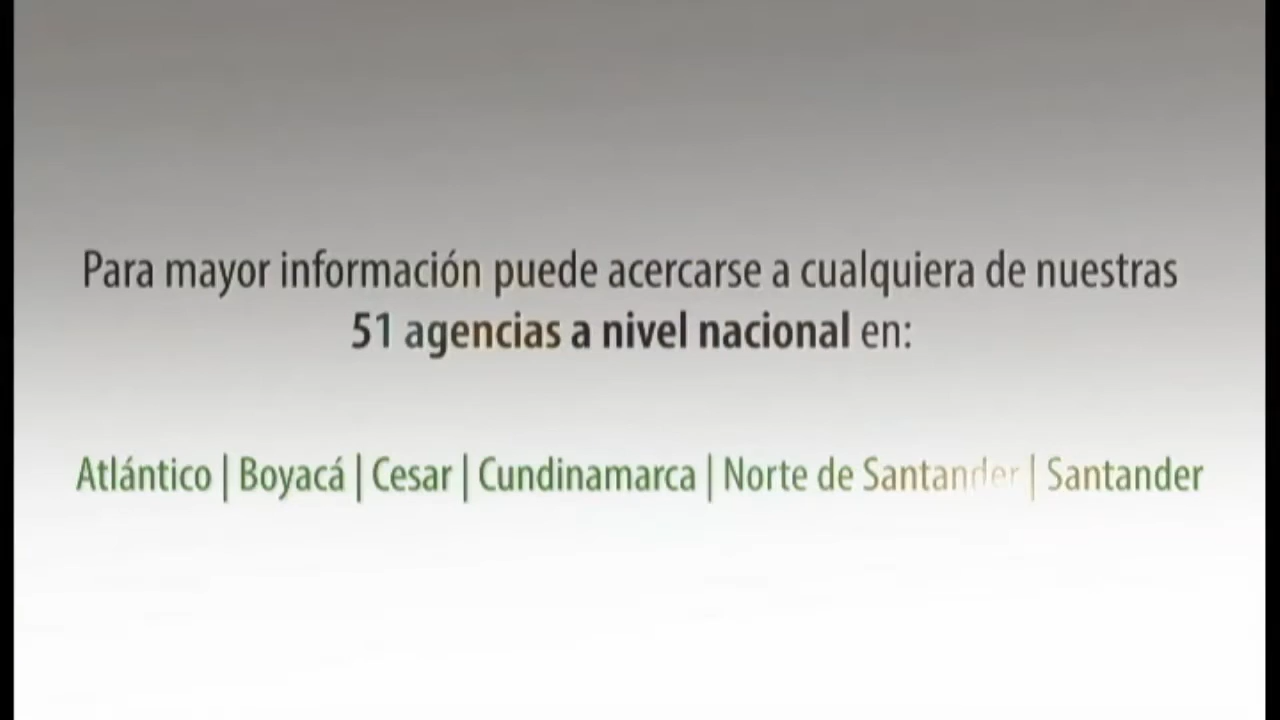 Para mayor información puede acercarse a cualquiera de nuestras
51 agencias a nivel nacional en:
Atlántico | Boyacá | Cesar | Cundinamarca | Norte de Santander | Santander